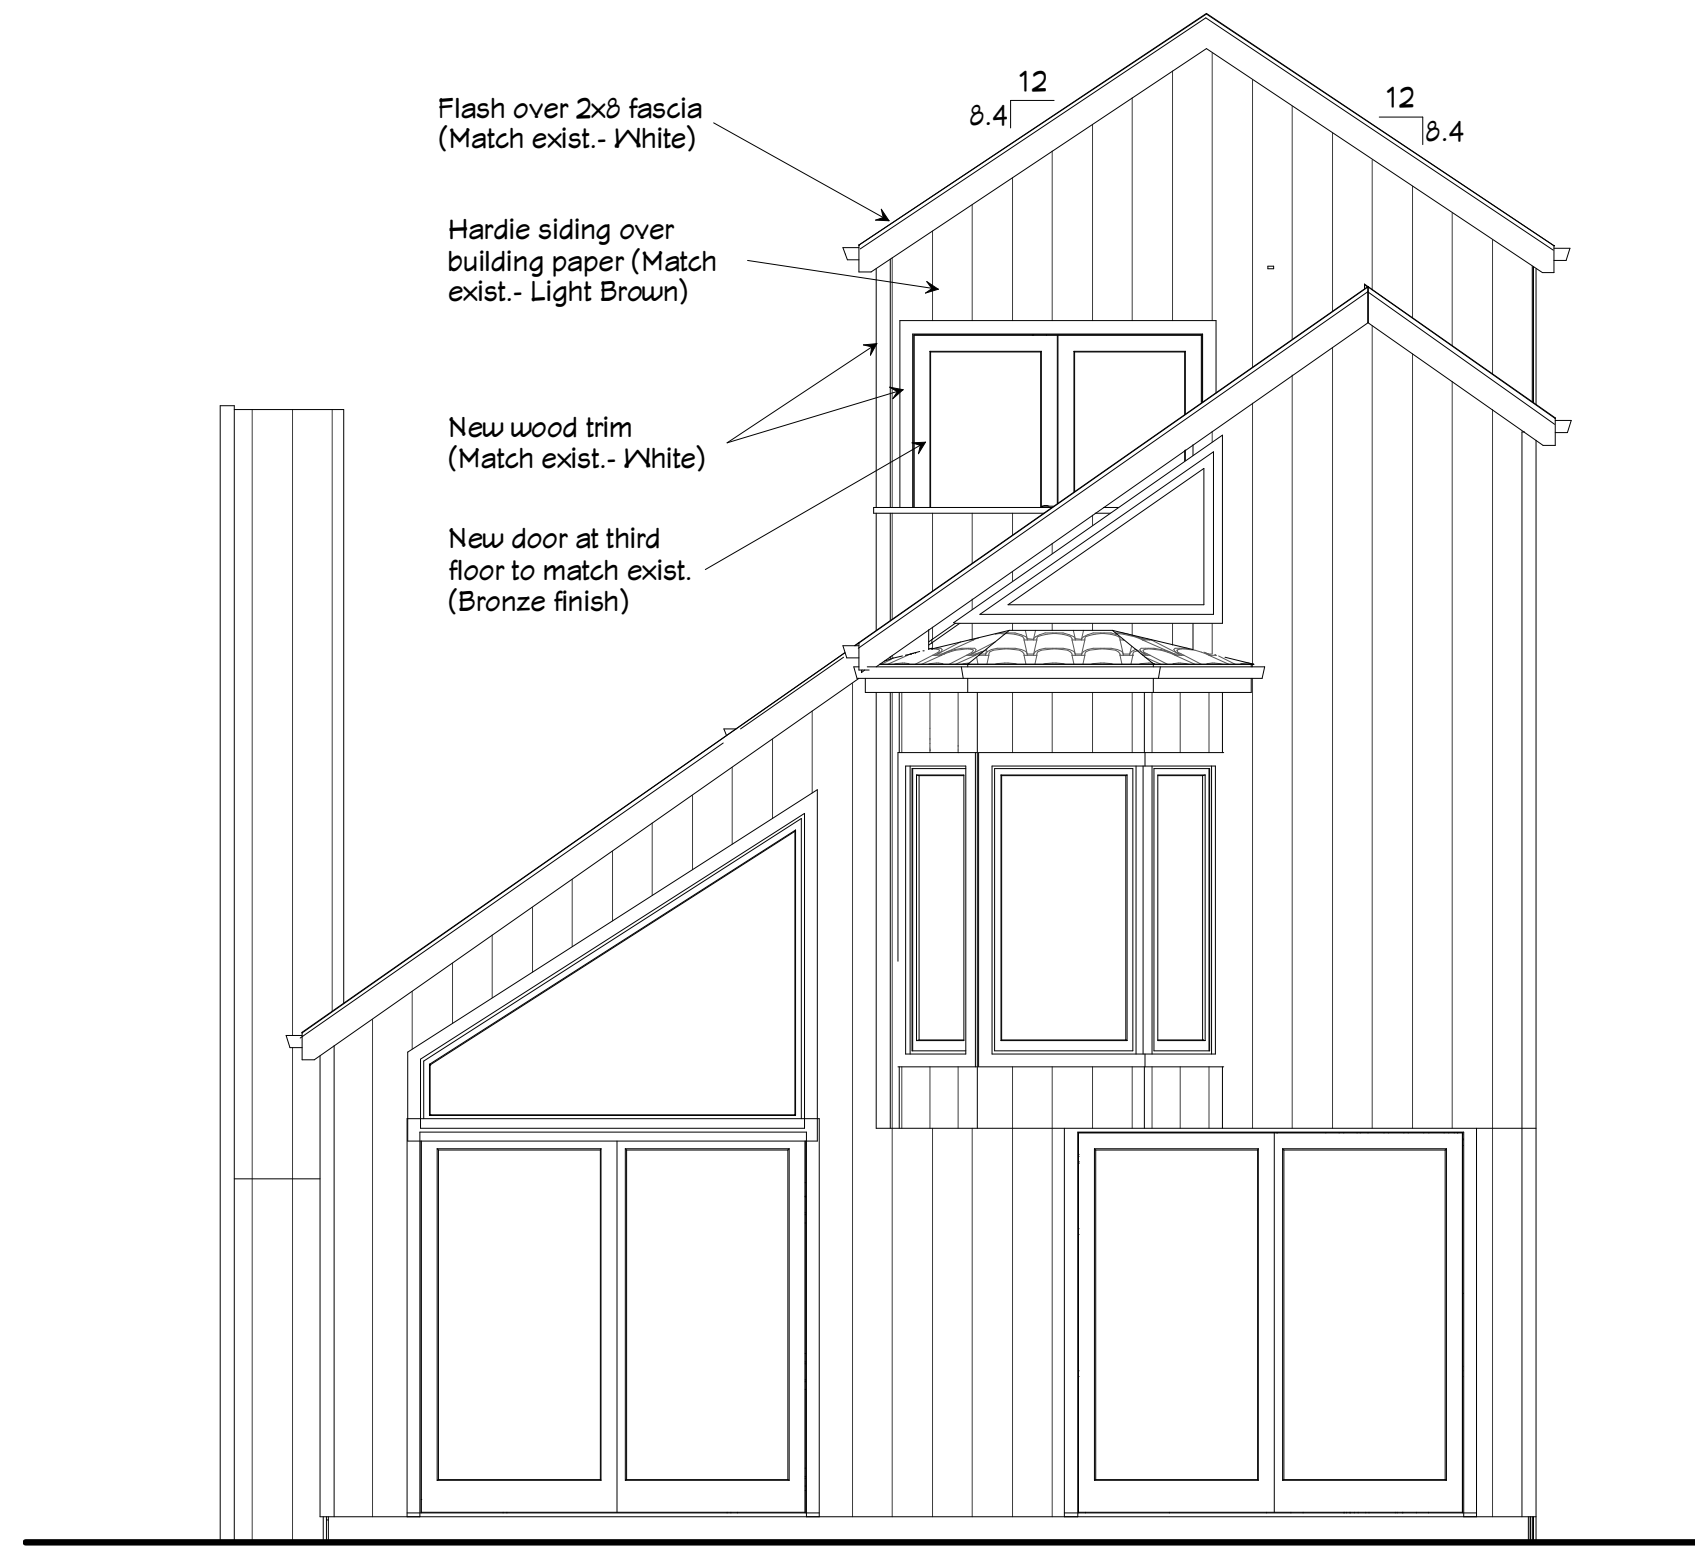 12
8.4
12
8.4
Flash over 2x8 fascia
(Match exist.- White)
Hardie siding over
building paper (Match
exist.- Light Brown)
New wood trim
(Match exist.- White)
New door at third
floor to match exist.
(Bronze finish)